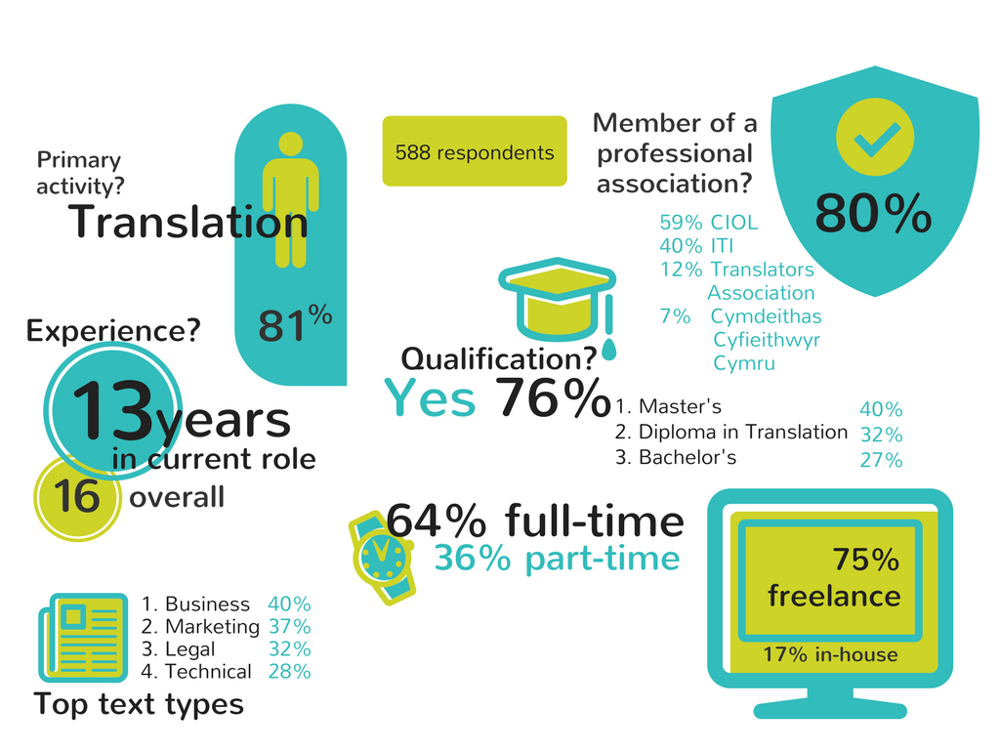 Primary
activity?
Translation
81%
588 respondents
Member of a
professional
association?
80%
59% CIOL
40% ITI
12% Translators
Association
7% Cymdeithas
Cyfieithwyr
Cymru
Experience?
13years
in current role
16 overall
Qualification?
Yes 76%
1. Master's 40%
2. Diploma in Translation 32%
3. Bachelor's 27%
64% full-time
36% part-time
75%
freelance
17% in-house
1. Business 40%
2. Marketing 37%
3. Legal 32%
4. Technical 28%
Top text types